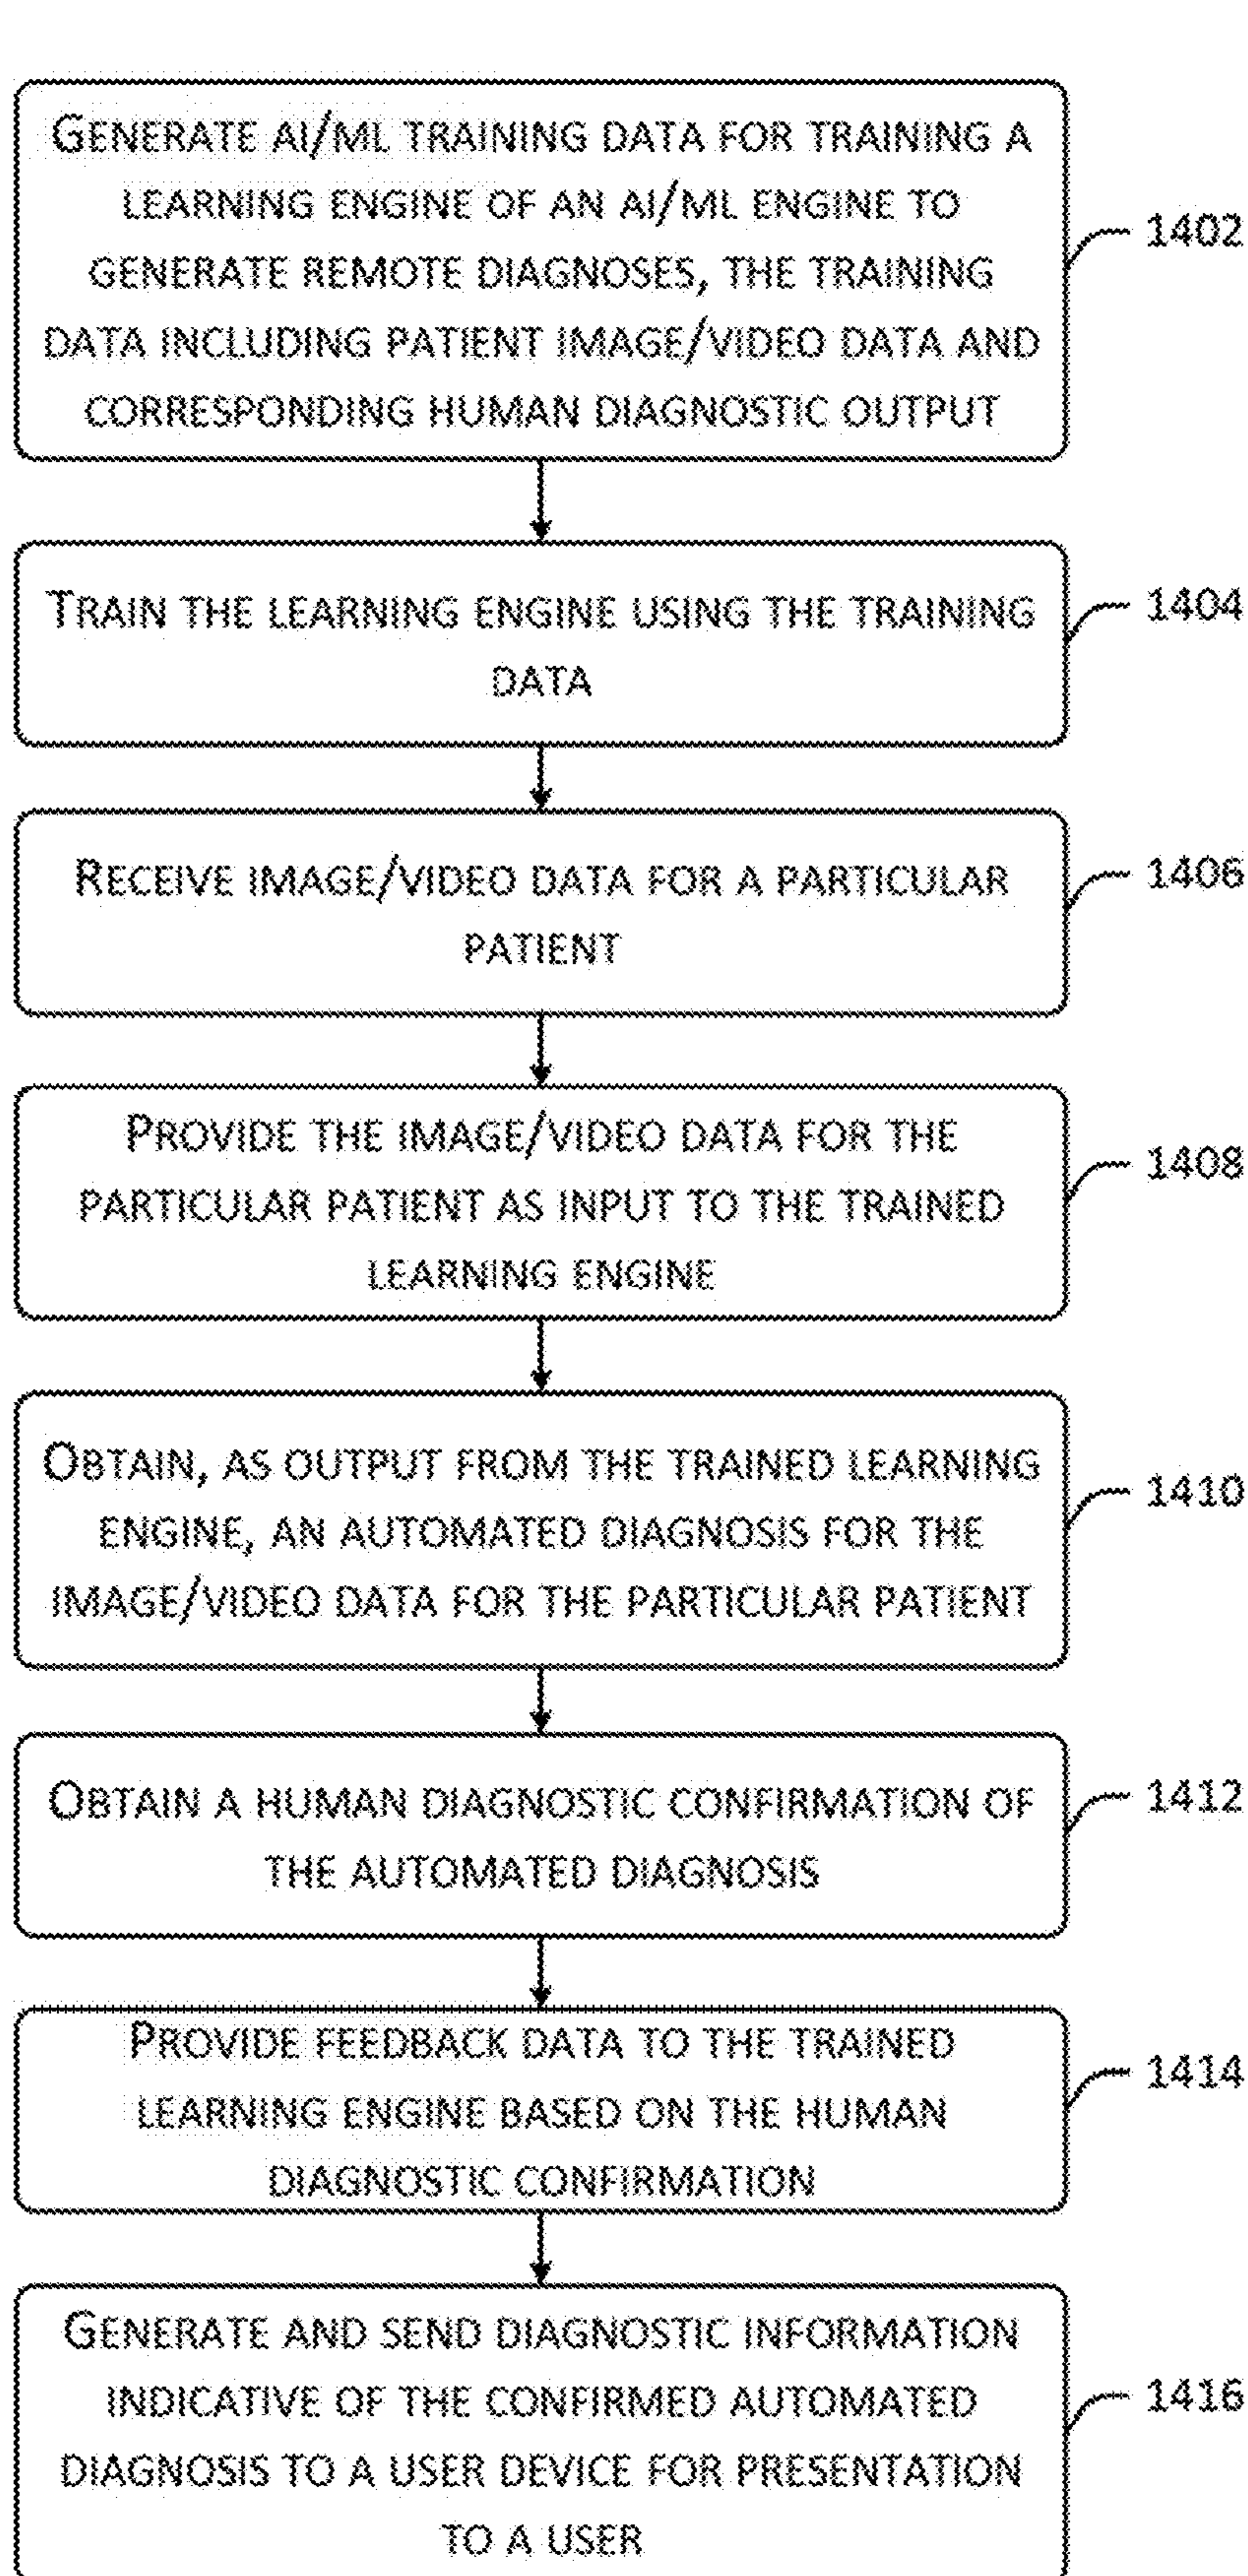 GENERATE AI/ML TRAINING DATA FOR TRAINING A
LEARNING ENGINE OF AN AI/ML ENGINE TO
GENERATE REMOTE DIAGNOSES, THE TRAINING
DATA INCLUDING PATIENT IMAGE/VIDEO DATA AND
CORRESPONDING HUMAN DIAGNOSTIC OUTPUT
1402
TRAIN THE LEARNING ENGINE USING THE TRAINING
DATA
1404
RECEIVE IMAGE/VIDEO DATA FOR A PARTICULAR
PATIENT
1406
PROVIDE THE IMAGE/VIDEO DATA FOR THE
PARTICULAR PATIENT AS INPUT TO THE TRAINED
LEARNING ENGINE
1408
OBTAIN, AS OUTPUT FROM THE TRAINED LEARNING
ENGINE, AN AUTOMATED DIAGNOSIS FOR THE
IMAGE/VIDEO DATA FOR THE PARTICULAR PATIENT
1410
OBTAIN A HUMAN DIAGNOSTIC CONFIRMATION OF
THE AUTOMATED DIAGNOSIS
1412
PROVIDE FEEDBACK DATA TO THE TRAINED
LEARNING ENGINE BASED ON THE HUMAN
DIAGNOSTIC CONFIRMATION
1414
GENERATE AND SEND DIAGNOSTIC INFORMATION
INDICATIVE OF THE CONFIRMED AUTOMATED
DIAGNOSIS TO A USER DEVICE FOR PRESENTATION
TO A USER
1416